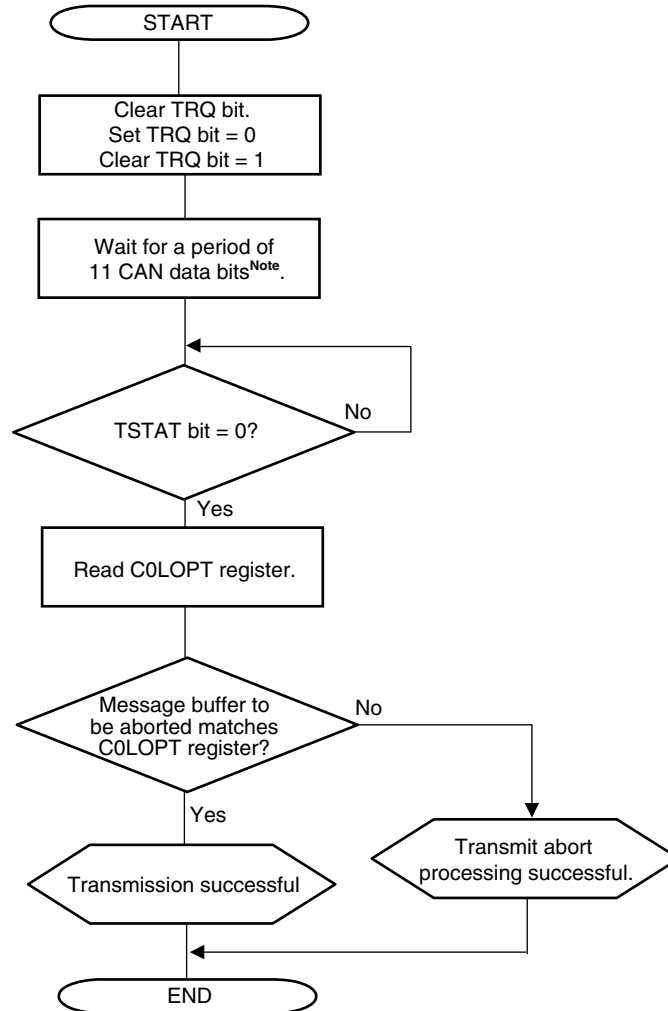 START
Clear TRQ bit.
Set TRQ bit = 0
Clear TRQ bit = 1
Wait for a period of
11 CAN data bitsNote.
TSTAT bit = 0?
No
Yes
Read C0LOPT register.
Message buffer to
be aborted matches
C0LOPT register?
No
Yes
Transmission successful
Transmit abort
processing successful.
END